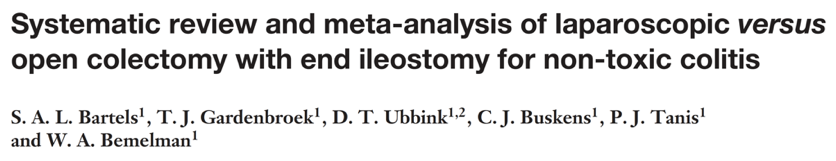 Systematic review and meta-analysis of laparoscopic versus
open colectomy with end ileostomy for non-toxic colitis
S. A. L. Bartels1, T. J. Gardenbroek1, D. T. Ubbink1,2, C. J. Buskens1, P. J. Tanis1
and W. A. Bemelman1